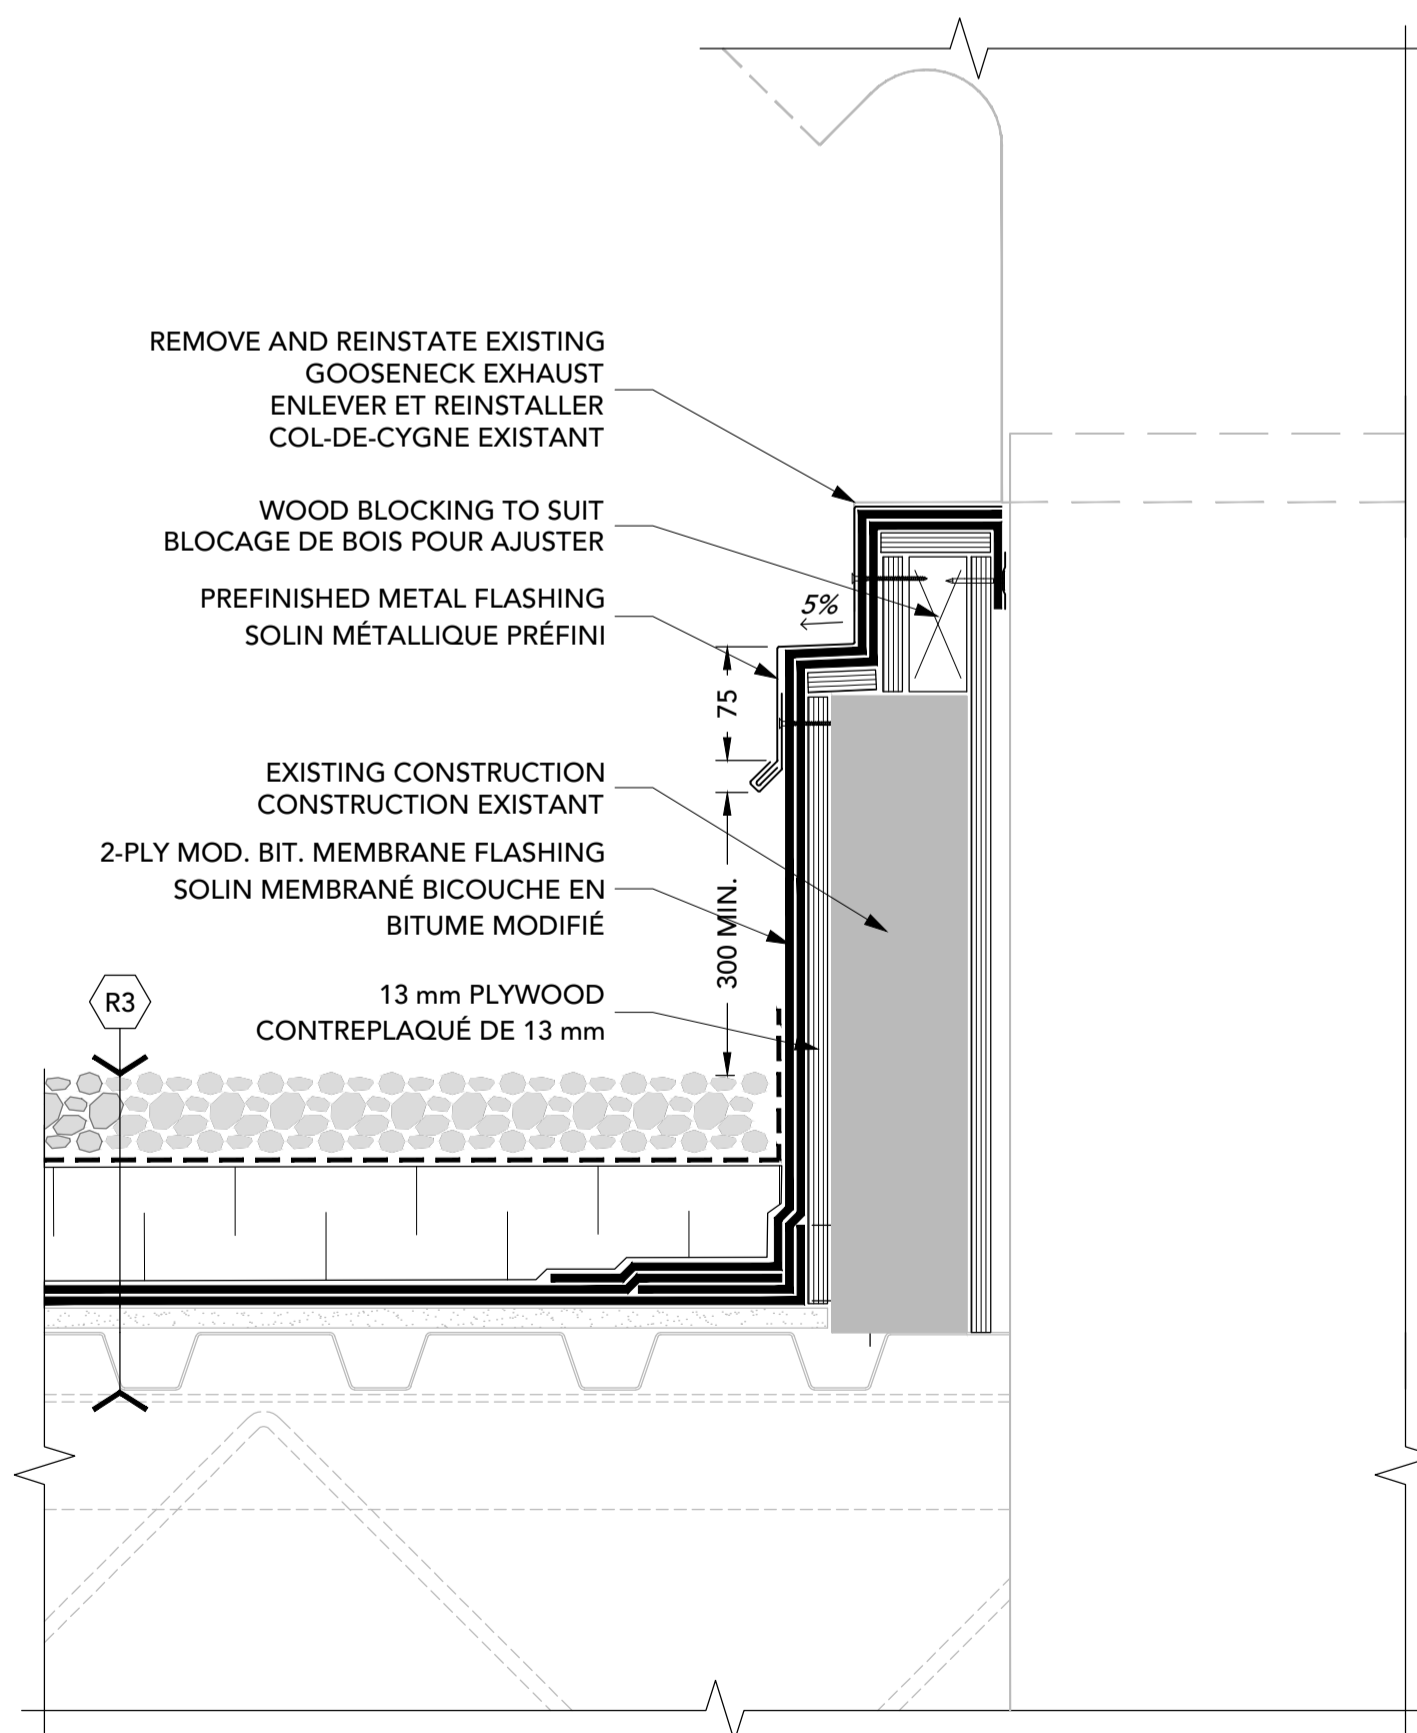 REMOVE AND REINSTATE EXISTING
GOOSENECK EXHAUST
ENLEVER ET REINSTALLER
COL-DE-CYGNE EXISTANT
WOOD BLOCKING TO SUIT
BLOCAGE DE BOIS POUR AJUSTER
PREFINISHED METAL FLASHING
SOLIN MÉTALLIQUE PRÉFINI
5%
75
EXISTING CONSTRUCTION
CONSTRUCTION EXISTANT
2-PLY MOD. BIT. MEMBRANE FLASHING
SOLIN MEMBRANÉ BICOUCHE EN
BITUME MODIFIÉ
300 MIN.
13 mm PLYWOOD
CONTREPLAQUÉ DE 13 mm
R3